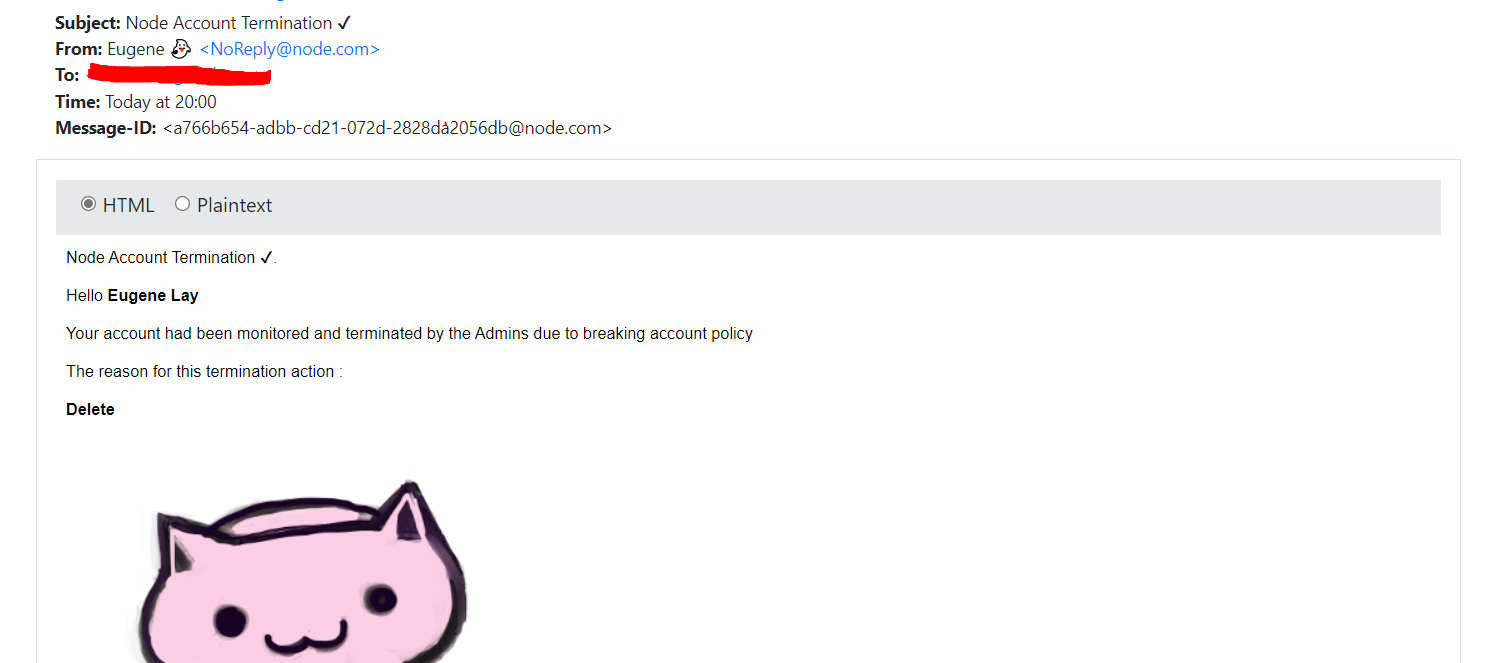 Subject: Node Account Termination ✓
From: Eugene 👻 <NoReply@node.com>
To:
Time: Today at 20:00
Message-ID: <a766b654-adbb-cd21-072d-2828da2056db@node.com>
HTML Plaintext
Node Account Termination ✓.
Hello Eugene Lay
Your account had been monitored and terminated by the Admins due to breaking account policy
The reason for this termination action :
Delete